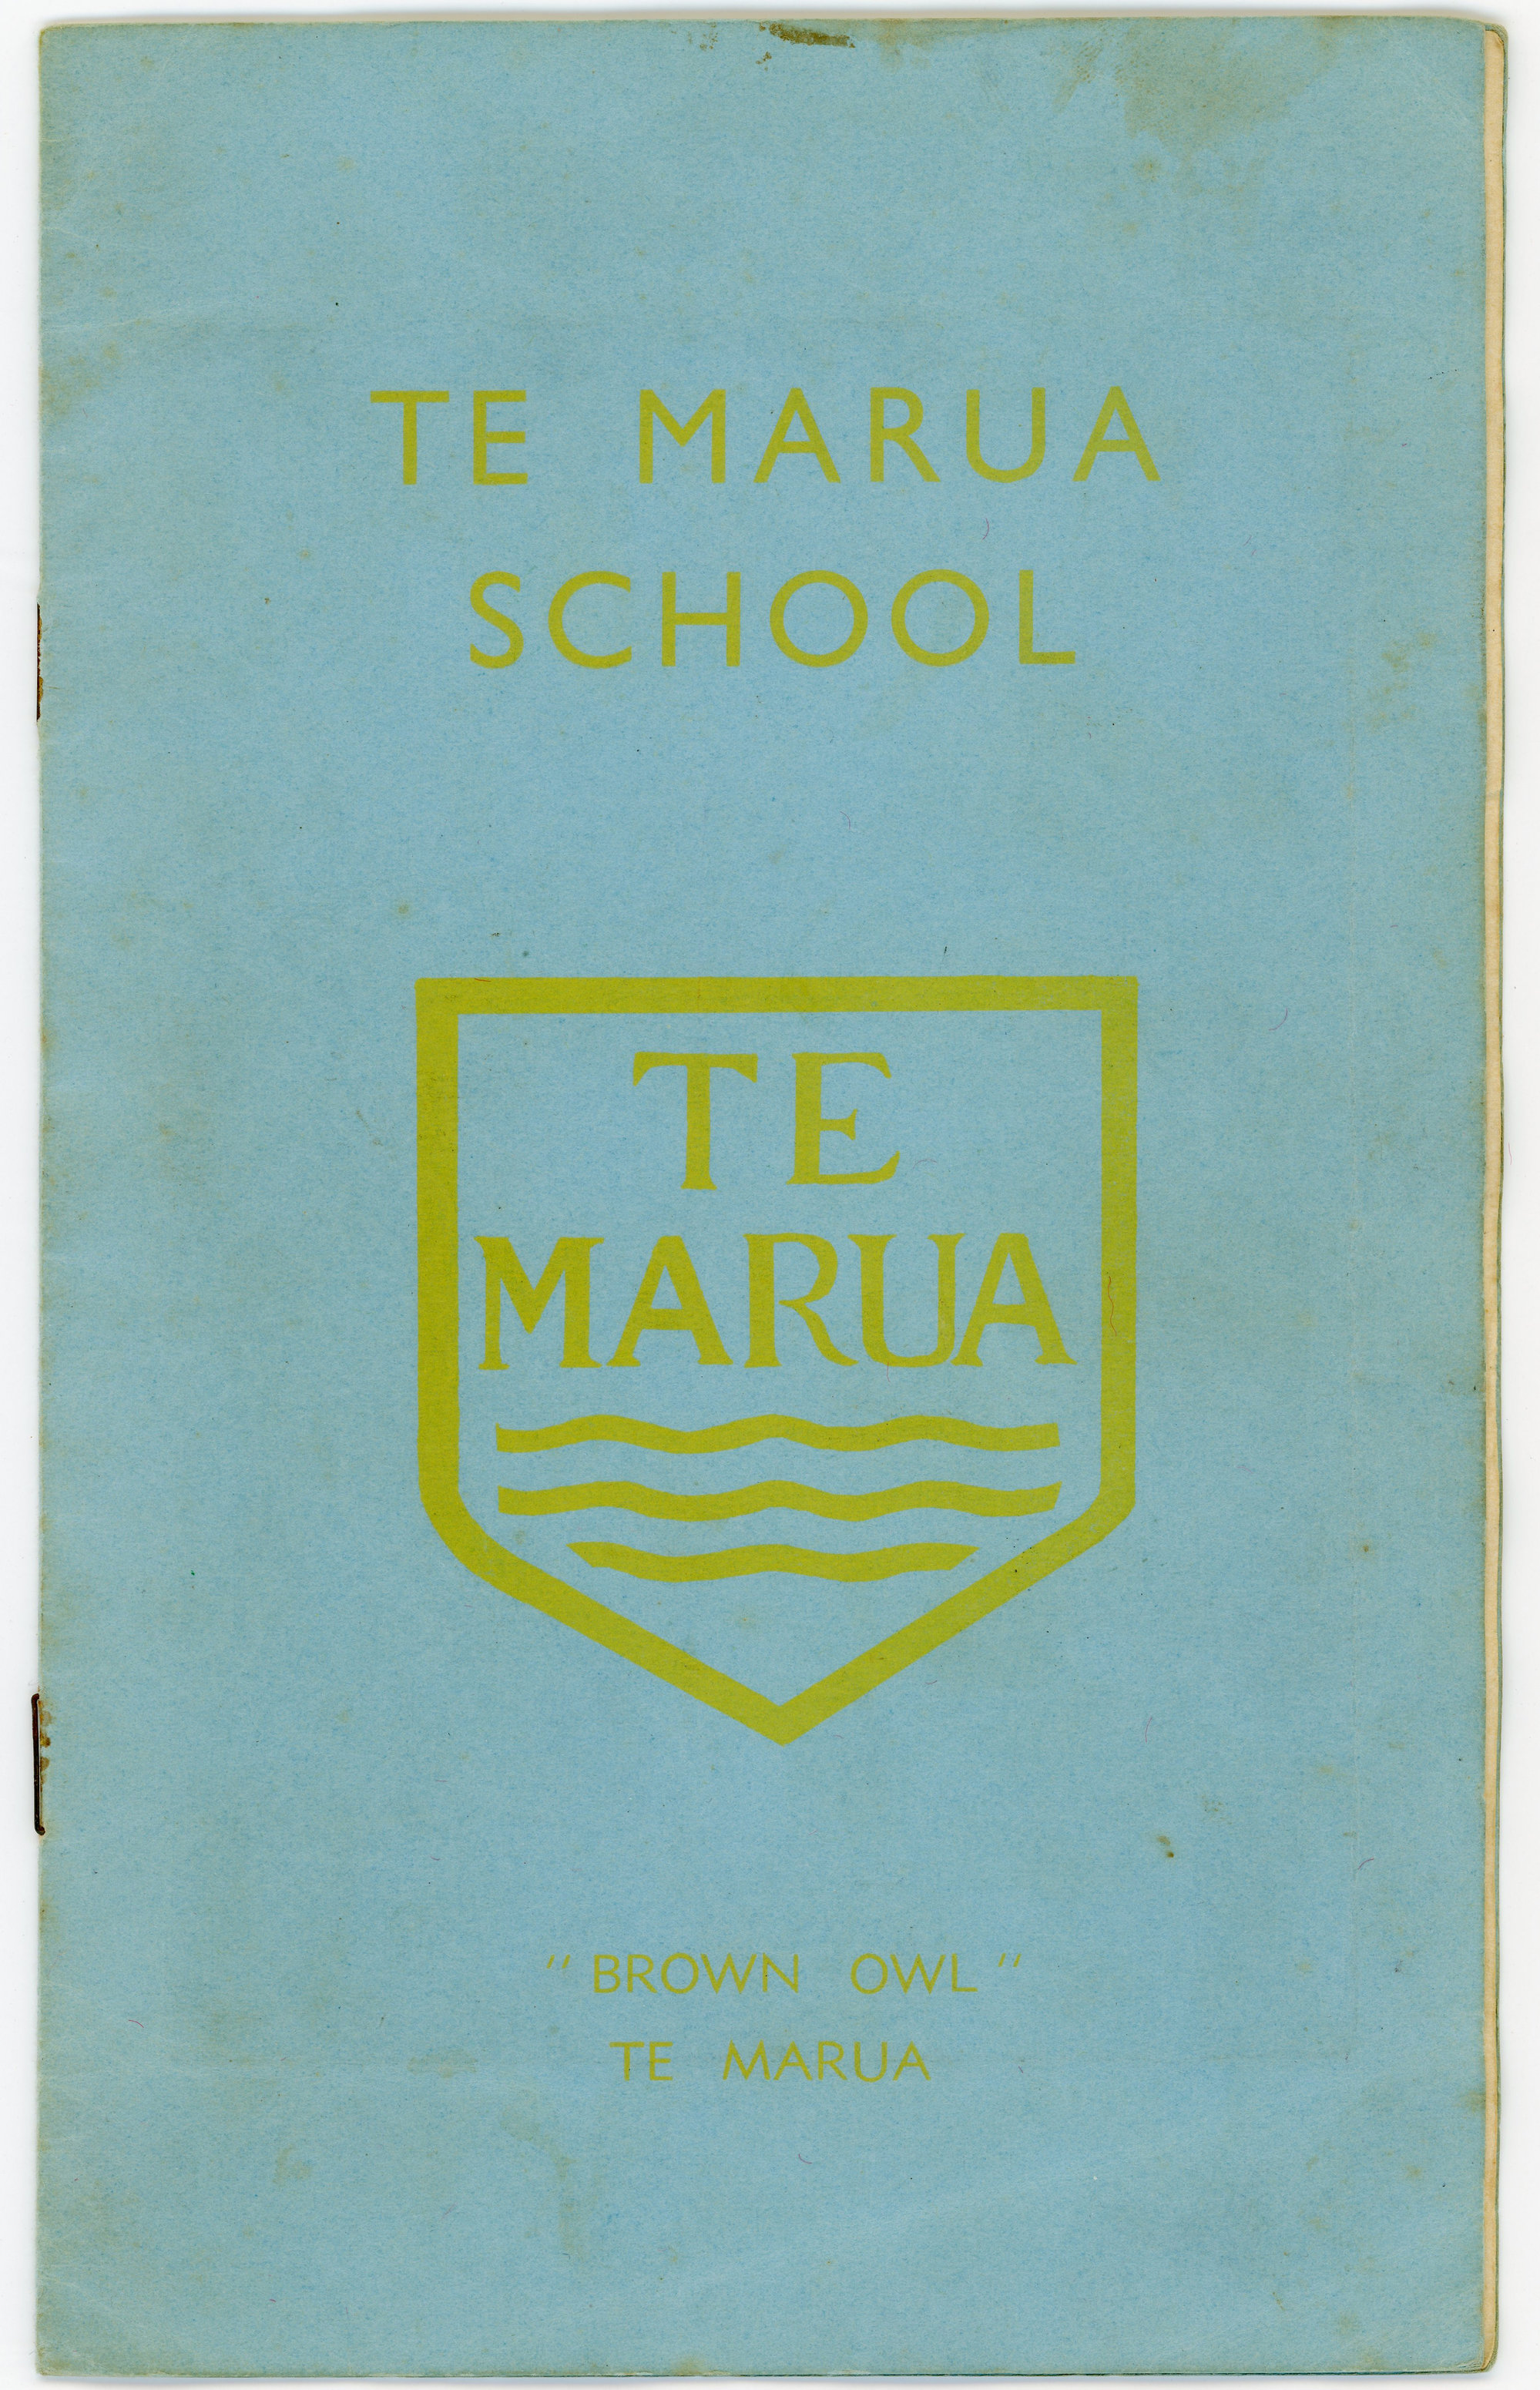 TE MARUA
SCHOOL
TE
MARUA
" BROWN OWL "
TE MARUA